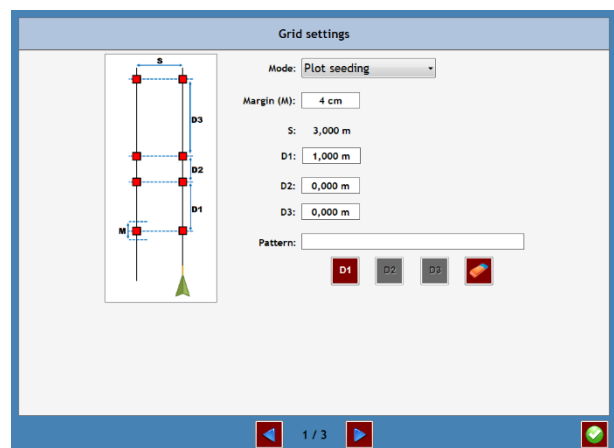 Grid settings
S
D3
D2
D1
M
Mode: Plot seeding
Margin (M): 4 cm
S: 3,000 m
D1: 1,000 m
D2: 0,000 m
D3: 0,000 m
Pattern:
D1 D2 D3
1 / 3